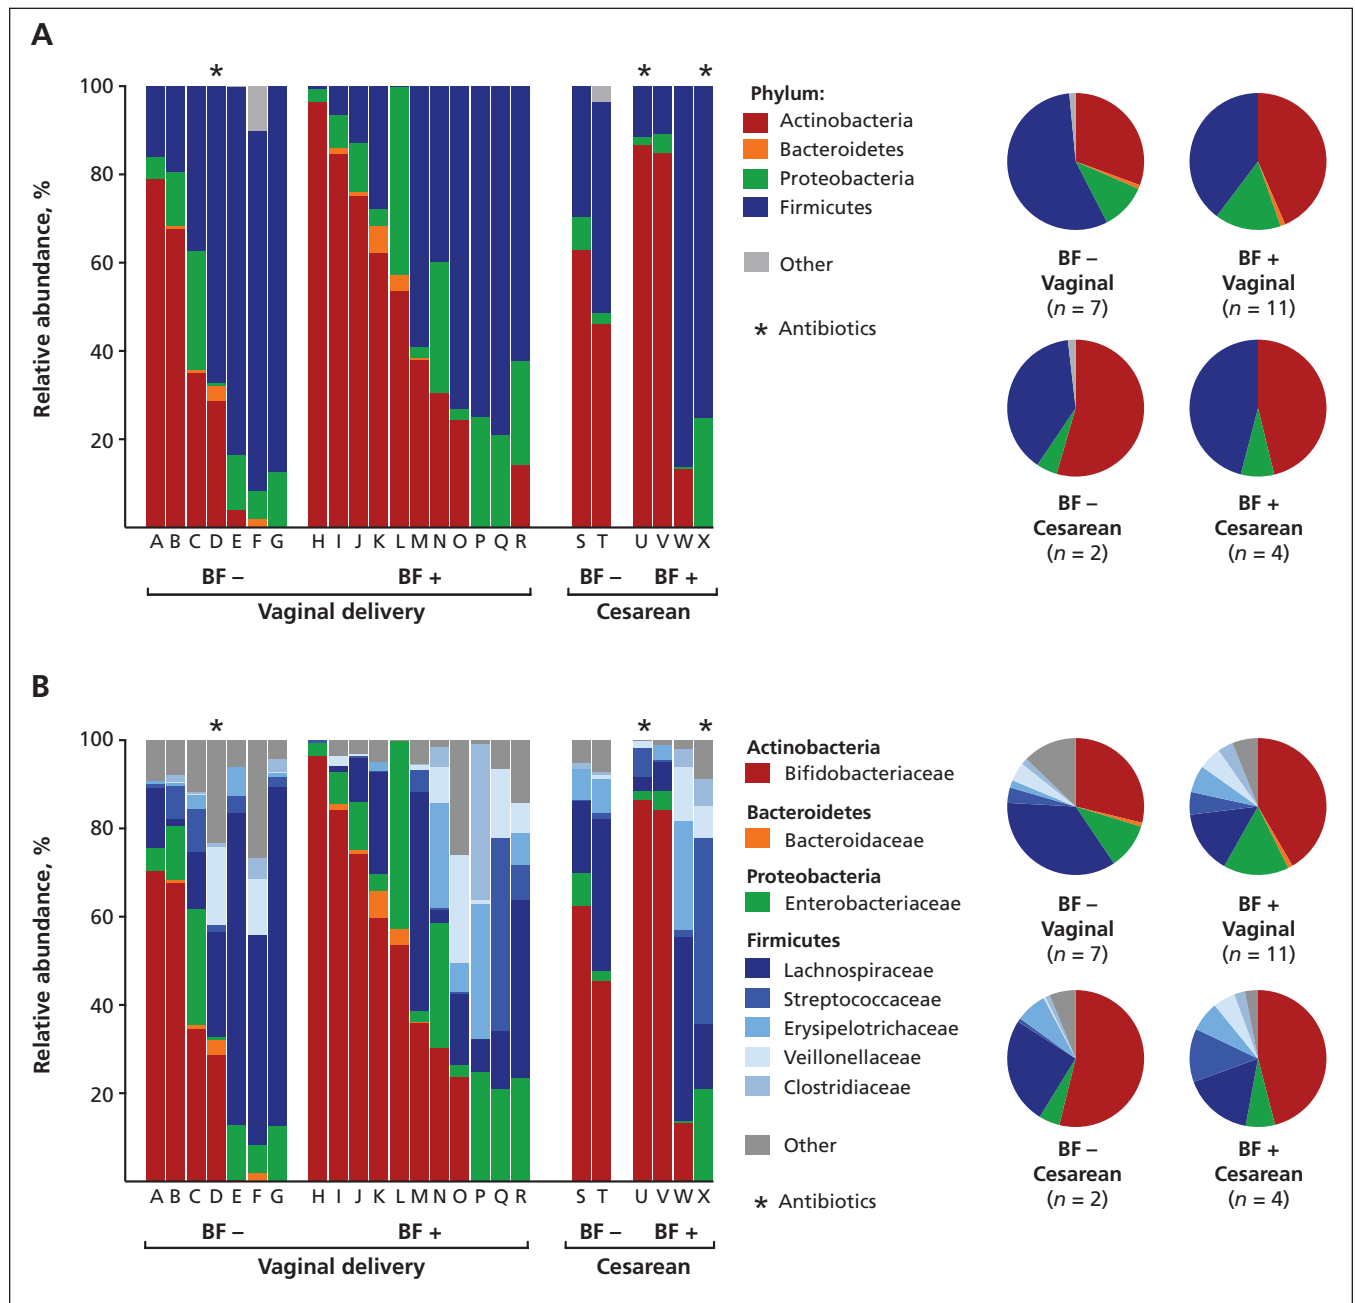 A
Relative abundance, %
100
80
60
40
20
*
*
*
A B C D E F G H I J K L M N O P Q R S T U V W X
BF – BF + BF – BF +
Vaginal delivery Cesarean
Phylum:
Actinobacteria
Bacteroidetes
Proteobacteria
Firmicutes
Other
* Antibiotics
BF – BF +
Vaginal Vaginal
(n = 7) (n = 11)
BF – BF +
Cesarean Cesarean
(n = 2) (n = 4)
B
Relative abundance, %
100
80
60
40
20
*
*
*
A B C D E F G H I J K L M N O P Q R S T U V W X
BF – BF + BF – BF +
Vaginal delivery Cesarean
Actinobacteria
Bifidobacteriaceae
Bacteroidetes
Bacteroidaceae
Proteobacteria
Enterobacteriaceae
Firmicutes
Lachnospiraceae
Streptococcaceae
Erysipelotrichaceae
Veillonellaceae
Clostridiaceae
Other
* Antibiotics
BF – BF +
Vaginal Vaginal
(n = 7) (n = 11)
BF – BF +
Cesarean Cesarean
(n = 2) (n = 4)